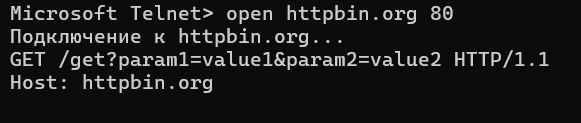 Microsoft Telnet> open httpbin.org 80
Подключение к httpbin.org...
GET /get?param1=value1&param2=value2 HTTP/1.1
Host: httpbin.org